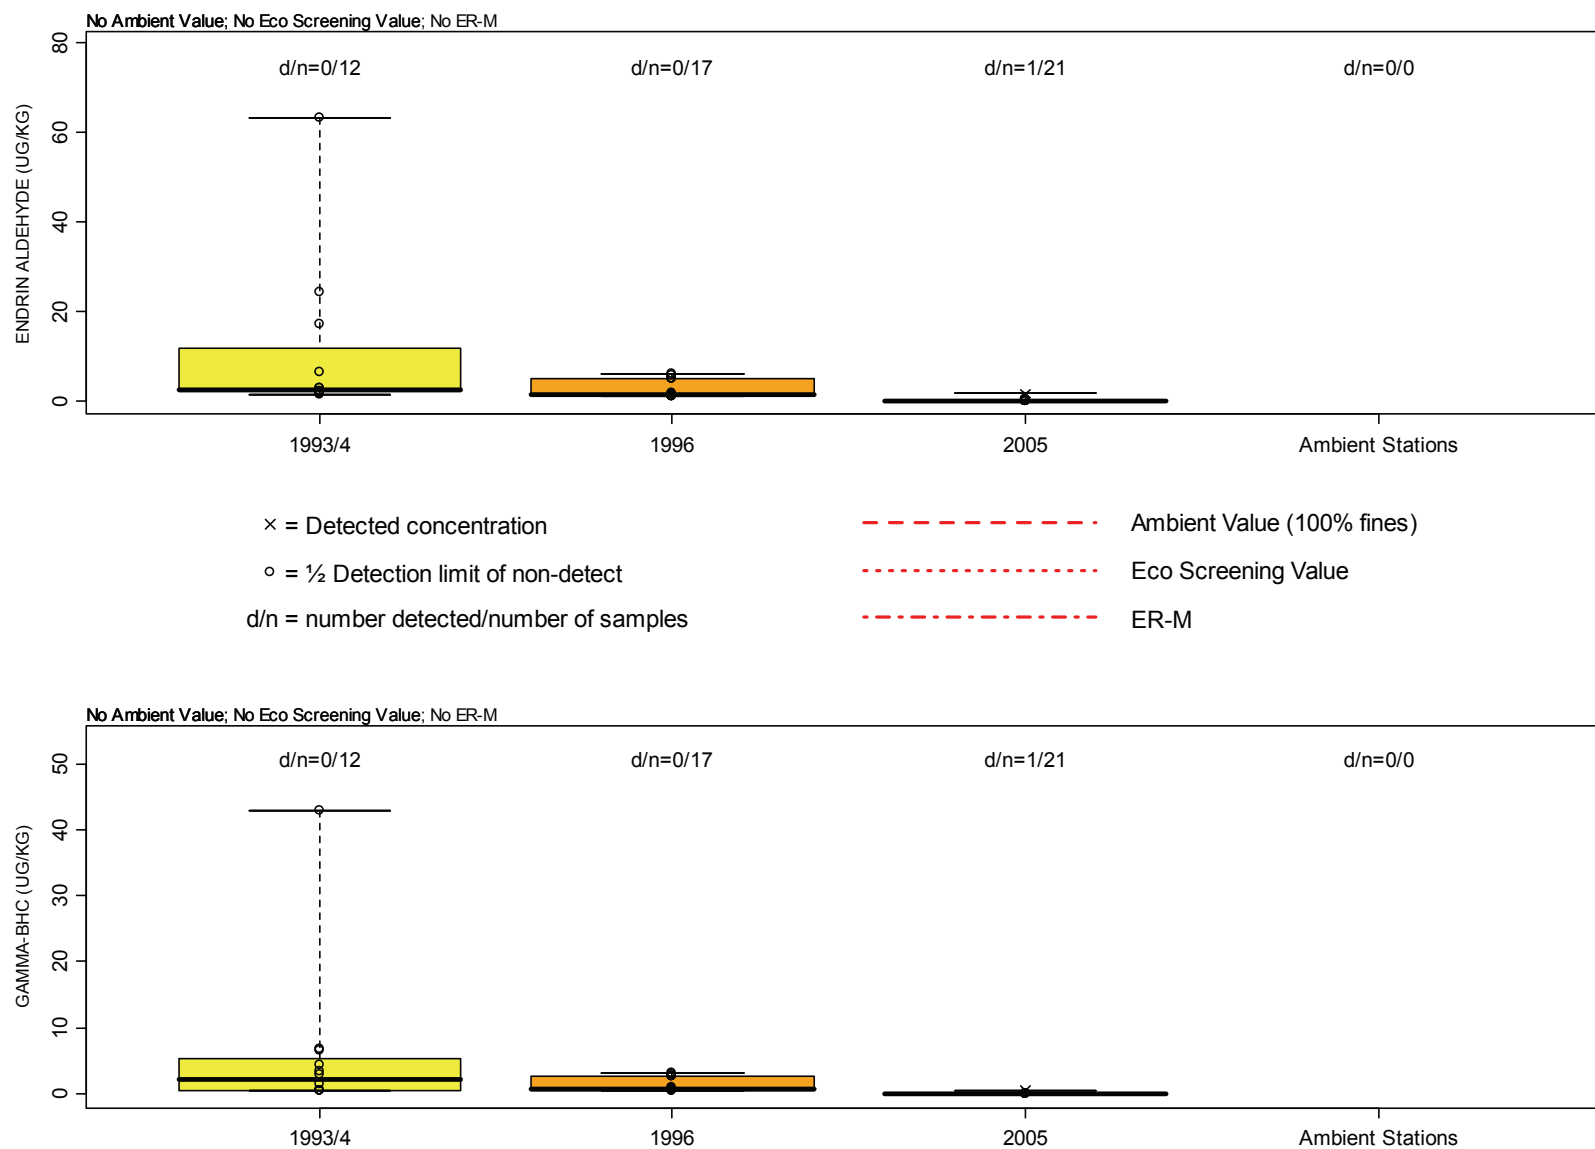 No Ambient Value; No Eco Screening Value; No ER-M
d/n=0/12 d/n=0/17 d/n=1/21 d/n=0/0
ENDRIN ALDEHYDE (UG/KG)
80
60
40
20
0
1993/4 1996 2005 Ambient Stations
× = Detected concentration
○ = ½ Detection limit of non-detect
d/n = number detected/number of samples
Ambient Value (100% fines)
Eco Screening Value
ER-M
No Ambient Value; No Eco Screening Value; No ER-M
d/n=0/12 d/n=0/17 d/n=1/21 d/n=0/0
GAMMA-BHC (UG/KG)
50
40
30
20
10
0
1993/4 1996 2005 Ambient Stations